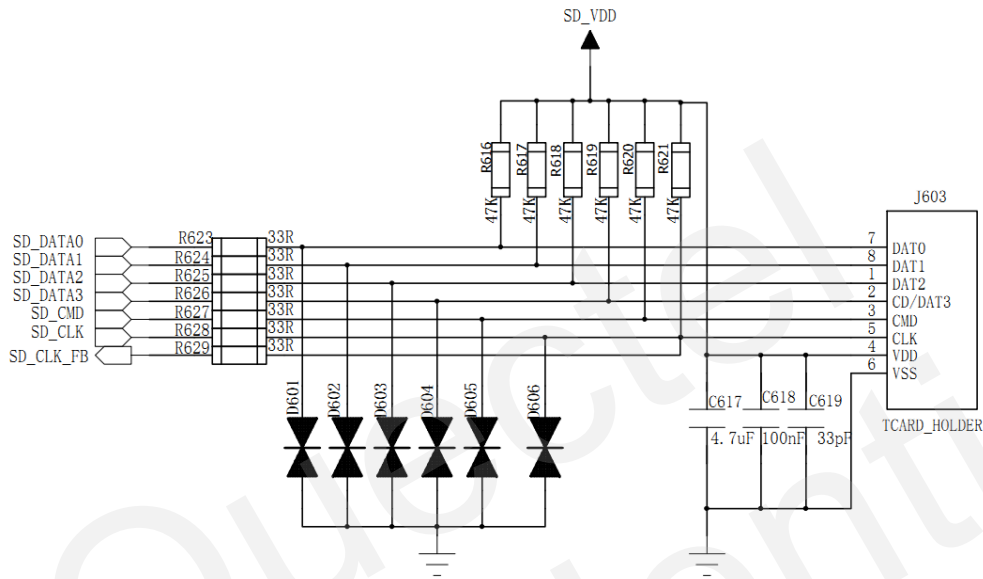 SD_VDD
R616
R617
R618
R619
R620
R621
47K
47K
47K
47K
47K
47K
J603
SD_DATA0 R623 33R 7 DAT0
SD_DATA1 R624 33R 8 DAT1
SD_DATA2 R625 33R 1 DAT2
SD_DATA3 R626 33R 2 CD/DAT3
SD_CMD R627 33R 3 CMD
SD_CLK R628 33R 5 CLK
SD_CLK_FB R629 33R 4 VDD
6 VSS
D601
D602
D603
D604
D605
D606
C617 C618 C619
4.7uF 100nF 33pF
TCARD_HOLDER
Quectel